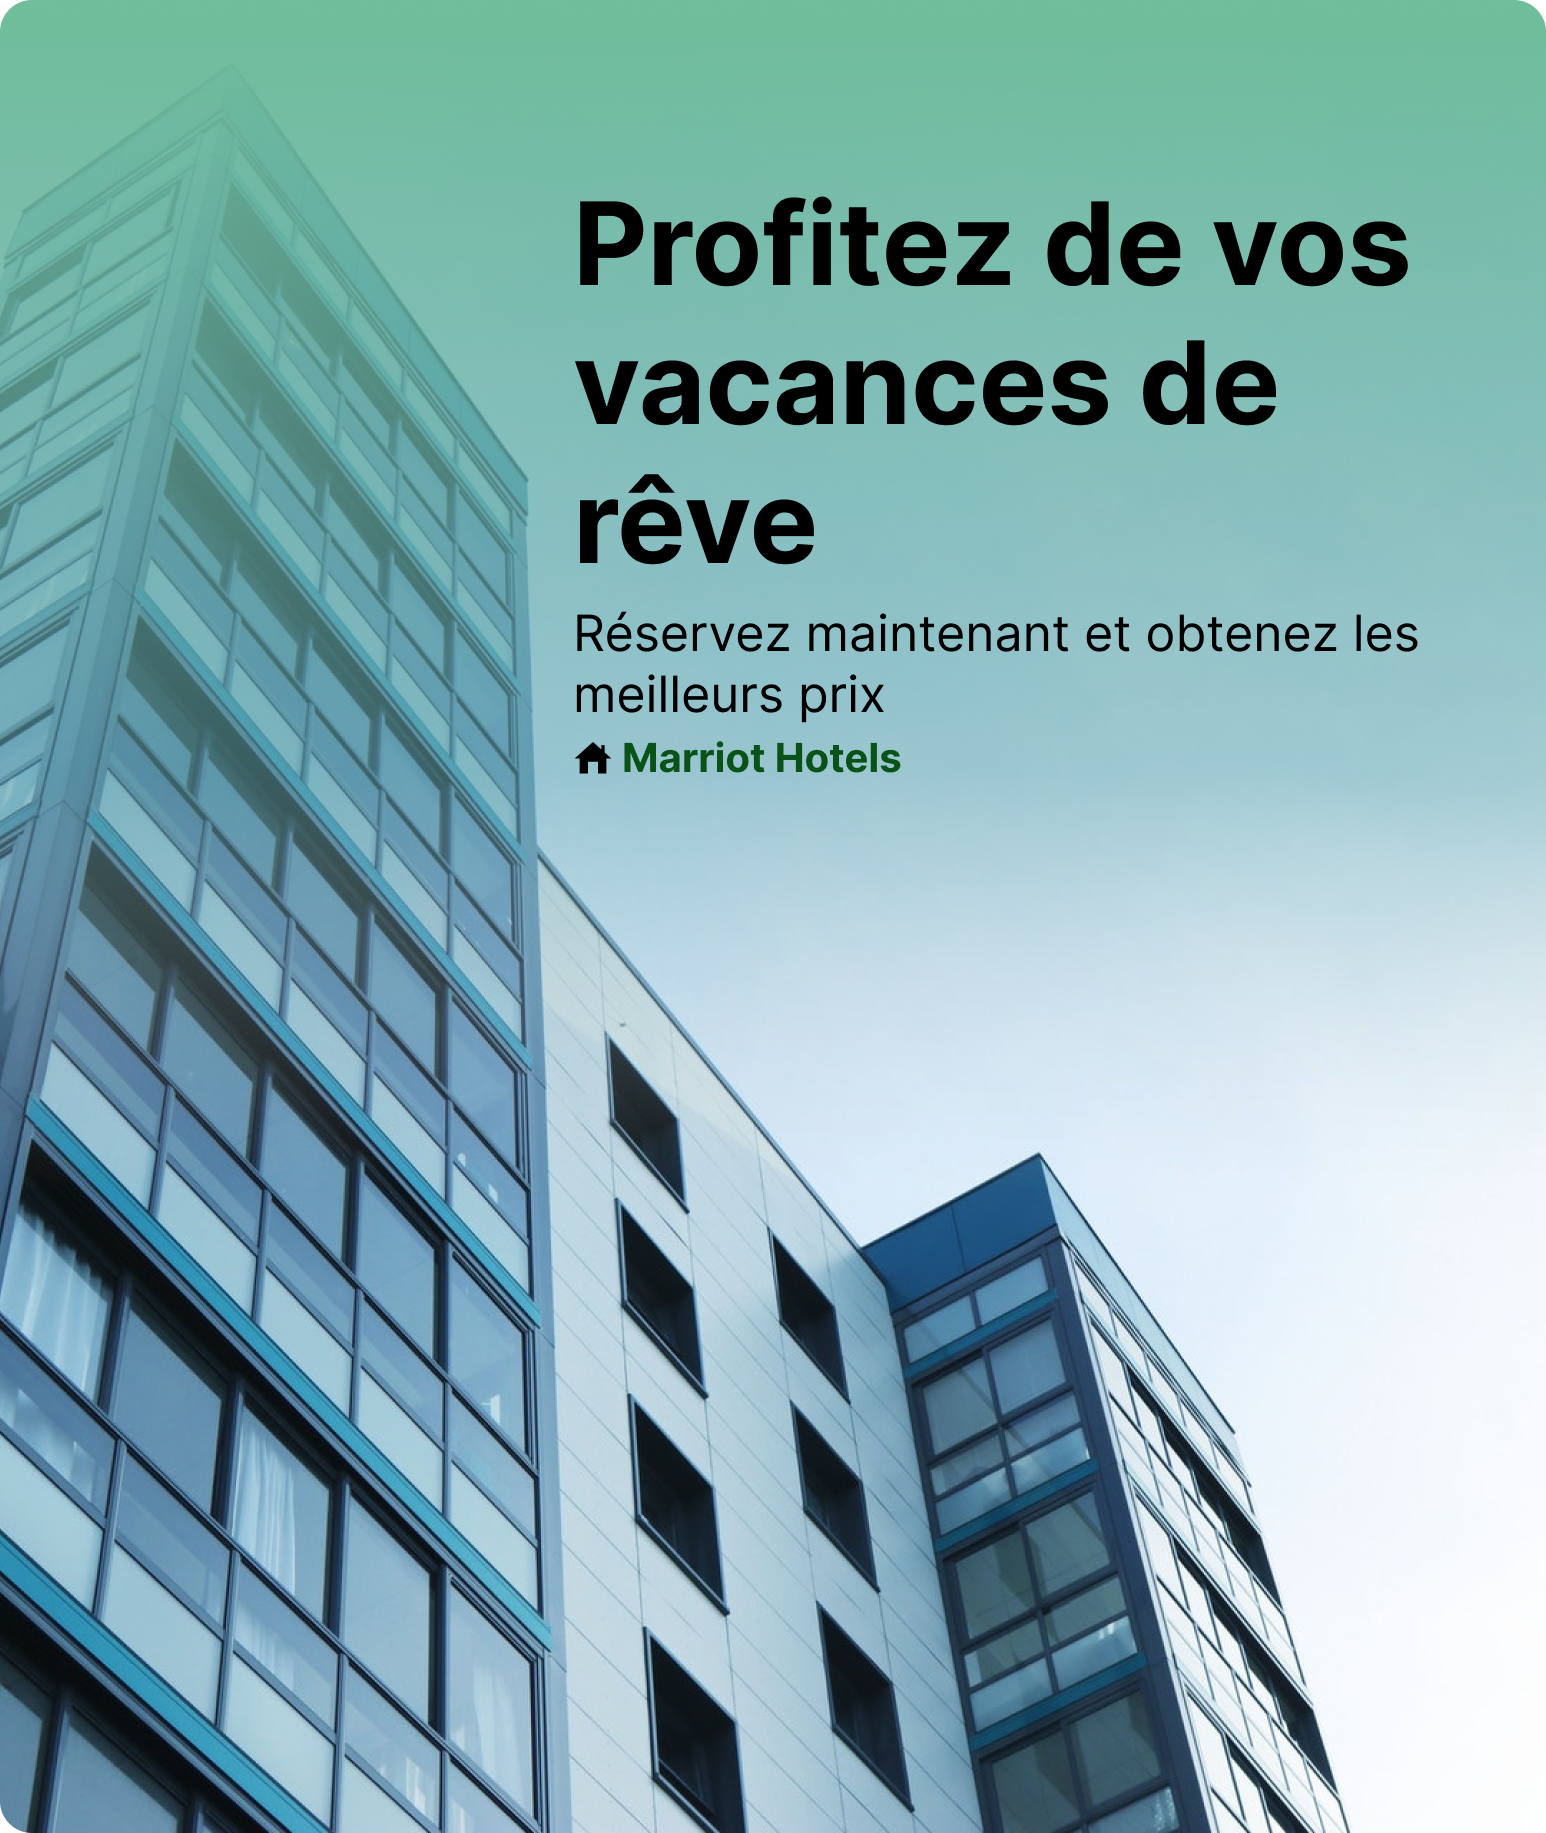 Profitez de vos
vacances de
rêve
Réservez maintenant et obtenez les
meilleurs prix
Marriot Hotels